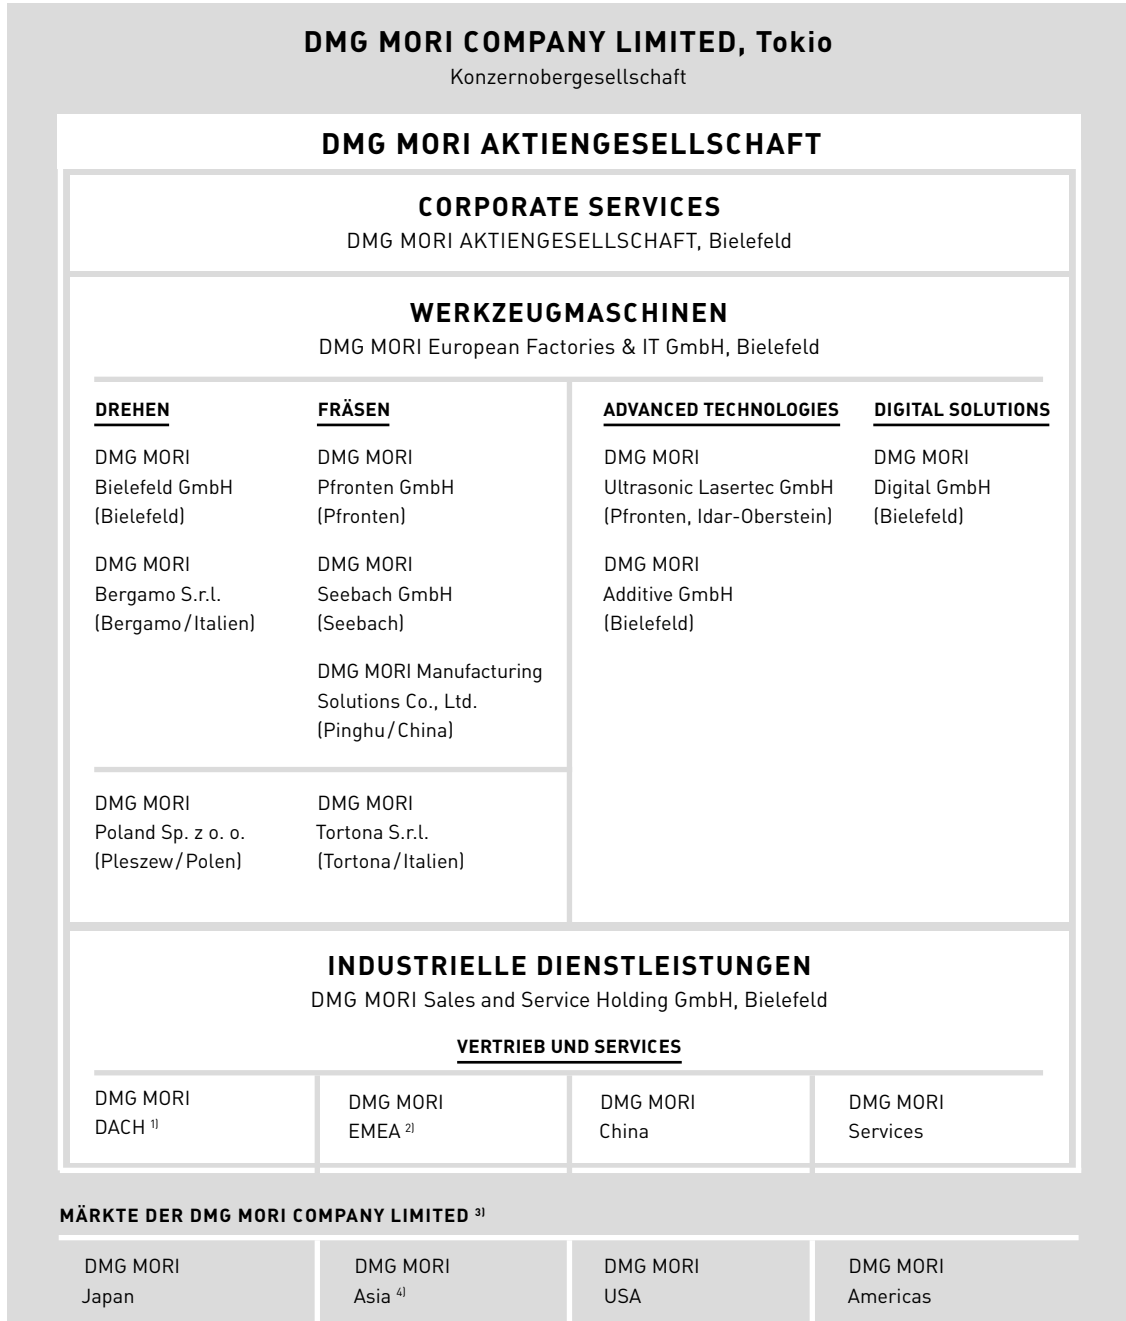 DMG MORI COMPANY LIMITED, Tokio
Konzernobergesellschaft
DMG MORI AKTIENGESELLSCHAFT
CORPORATE SERVICES
DMG MORI AKTIENGESELLSCHAFT, Bielefeld
WERKZEUGMASCHINEN
DMG MORI European Factories & IT GmbH, Bielefeld
DREHEN
DMG MORI
Bielefeld GmbH
(Bielefeld)
DMG MORI
Bergamo S.r.l.
(Bergamo/Italien)
FRÄSEN
DMG MORI
Pfronten GmbH
(Pfronten)
DMG MORI
Seebach GmbH
(Seebach)
DMG MORI Manufacturing
Solutions Co., Ltd.
(Pinghu/China)
DMG MORI
Poland Sp. z o. o.
(Pleszew/Polen)
DMG MORI
Tortona S.r.l.
(Tortona/Italien)
ADVANCED TECHNOLOGIES
DMG MORI
Ultrasonic Lasertec GmbH
(Pfronten, Idar-Oberstein)
DMG MORI
Additive GmbH
(Bielefeld)
DIGITAL SOLUTIONS
DMG MORI
Digital GmbH
(Bielefeld)
INDUSTRIELLE DIENSTLEISTUNGEN
DMG MORI Sales and Service Holding GmbH, Bielefeld
VERTRIEB UND SERVICES
DMG MORI
DACH 1)
DMG MORI
EMEA 2)
DMG MORI
China
DMG MORI
Services
MÄRKTE DER DMG MORI COMPANY LIMITED 3)
DMG MORI
Japan
DMG MORI
Asia 4)
DMG MORI
USA
DMG MORI
Americas